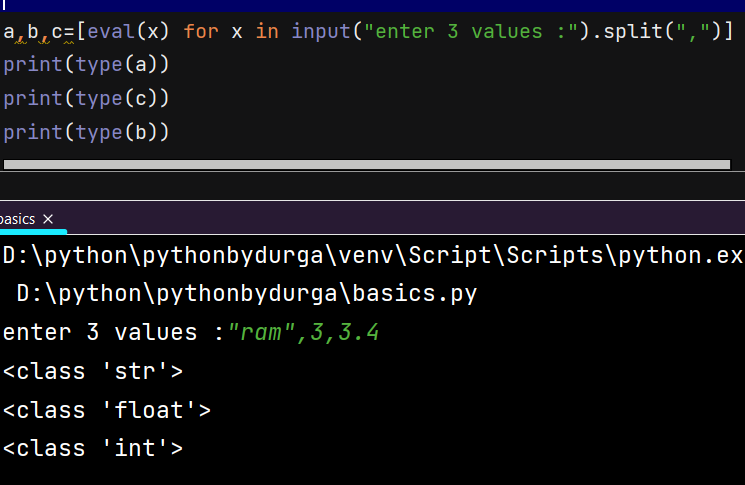 a,b,c=[eval(x) for x in input("enter 3 values :").split(",")]
print(type(a))
print(type(c))
print(type(b))
basics ×
D:\python\pythonbydurga\venv\Script\Scripts\python.ex
D:\python\pythonbydurga\basics.py
enter 3 values :"ram",3,3.4
<class 'str'>
<class 'float'>
<class 'int'>